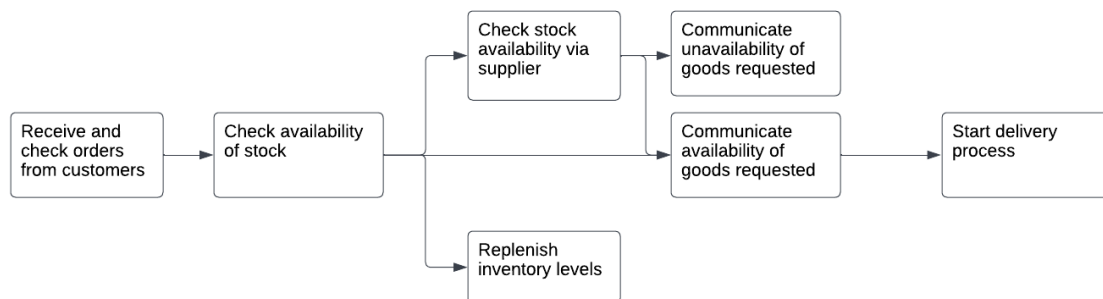 Check stock
availability via
supplier
Communicate
unavailability of
goods requested
Receive and
check orders
from customers
Check availability
of stock
Communicate
availability of
goods requested
Start delivery
process
Replenish
inventory levels